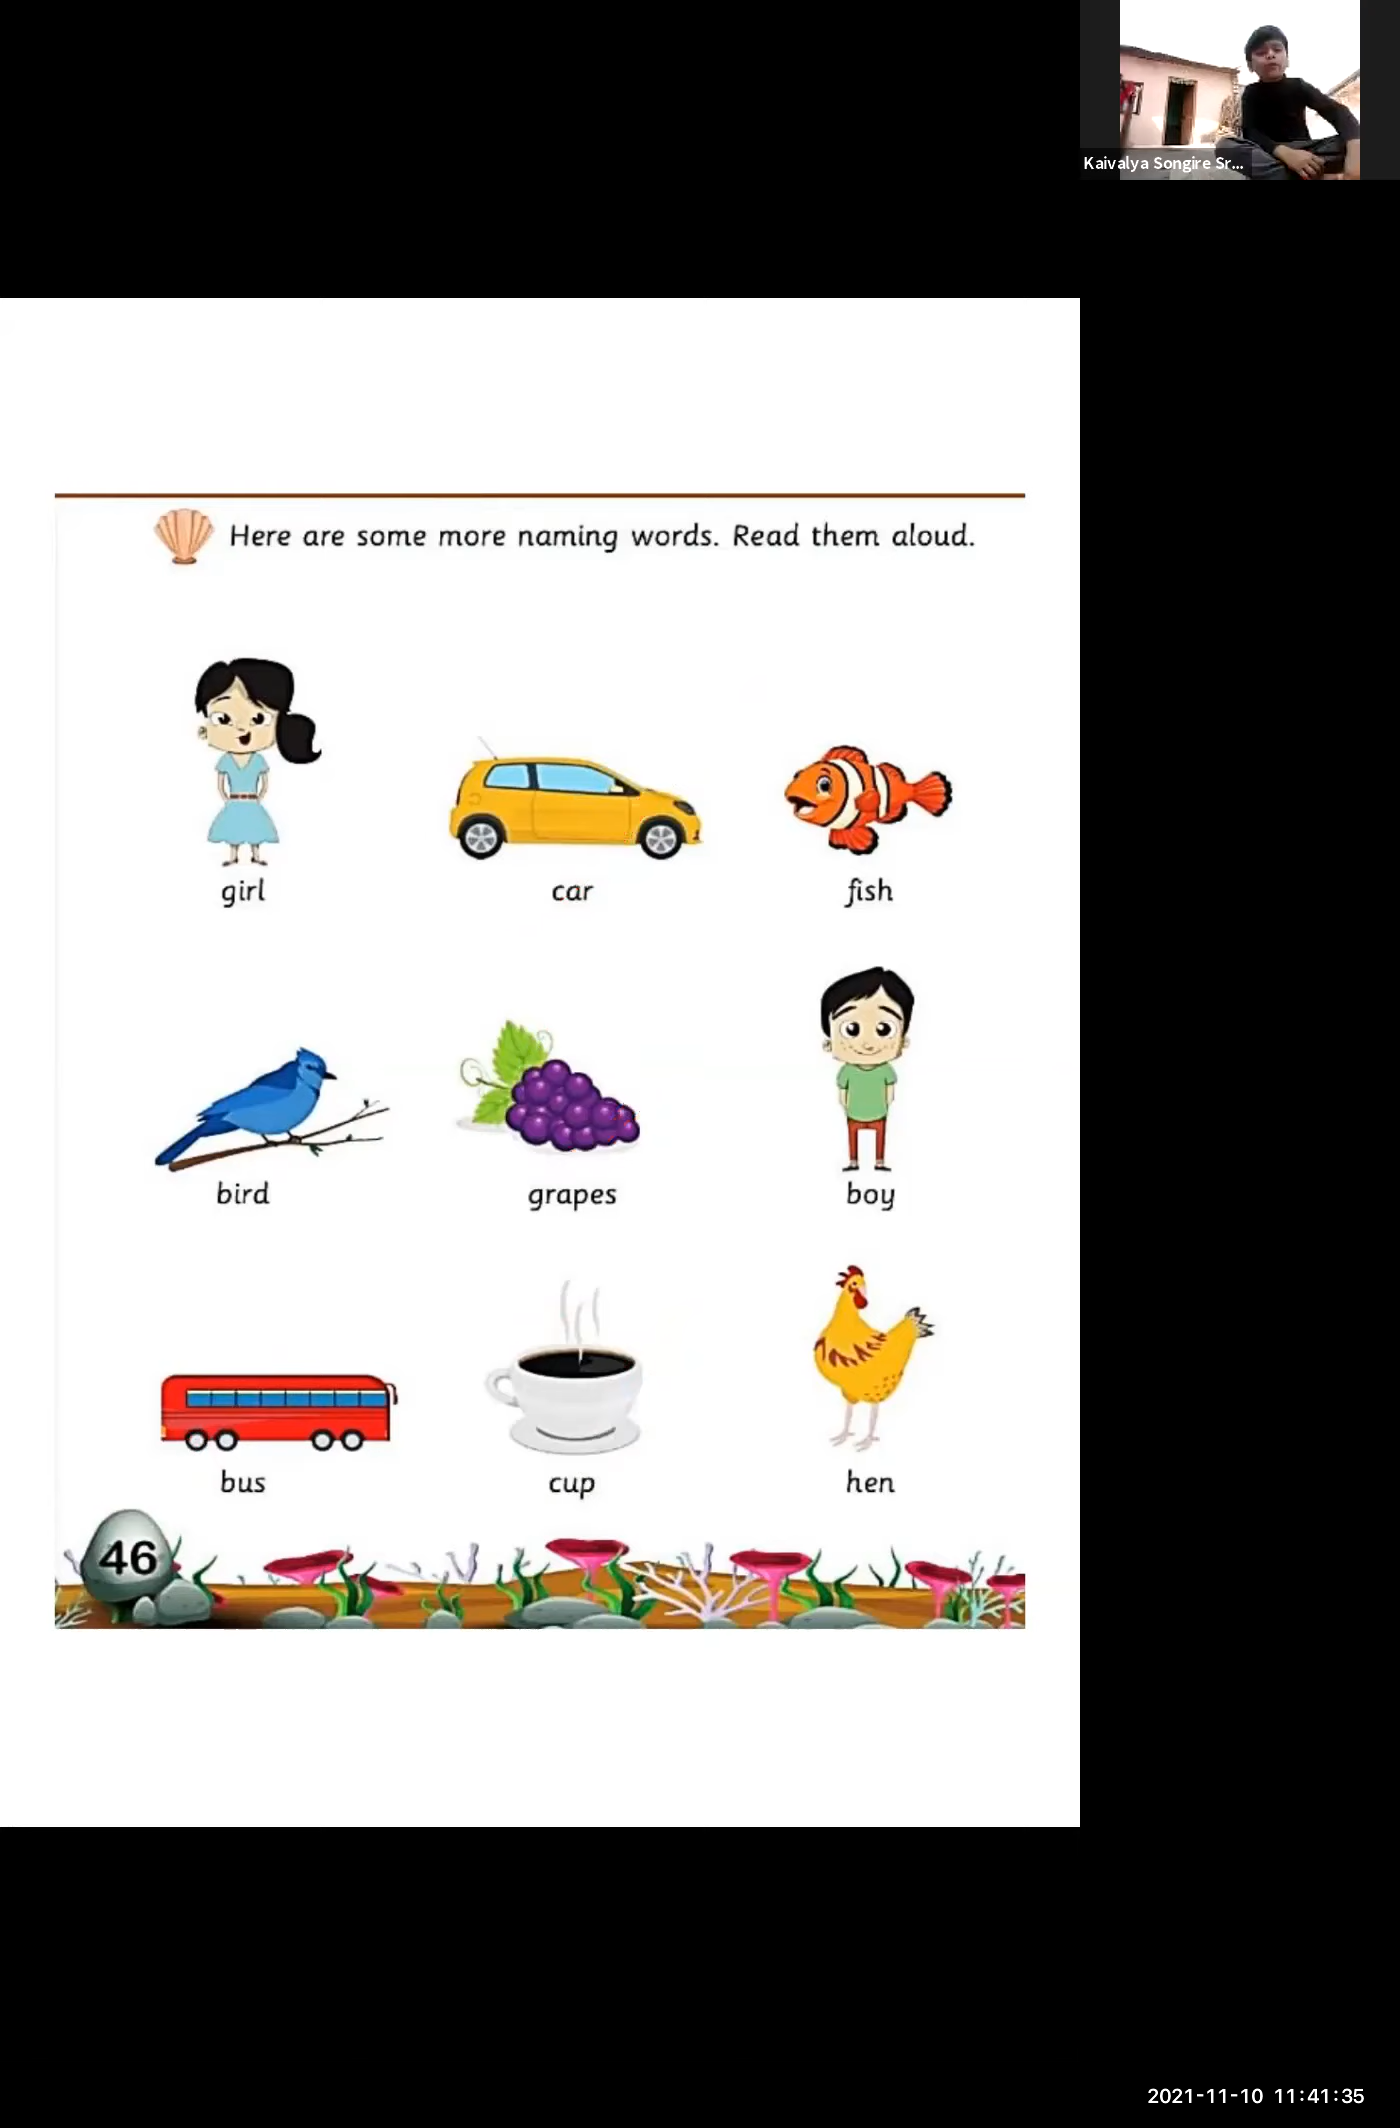 Kaivalya Songire Sr...
Here are some more naming words. Read them aloud.
girl car fish
bird grapes boy
bus cup hen
46
2021-11-10 11:41:35